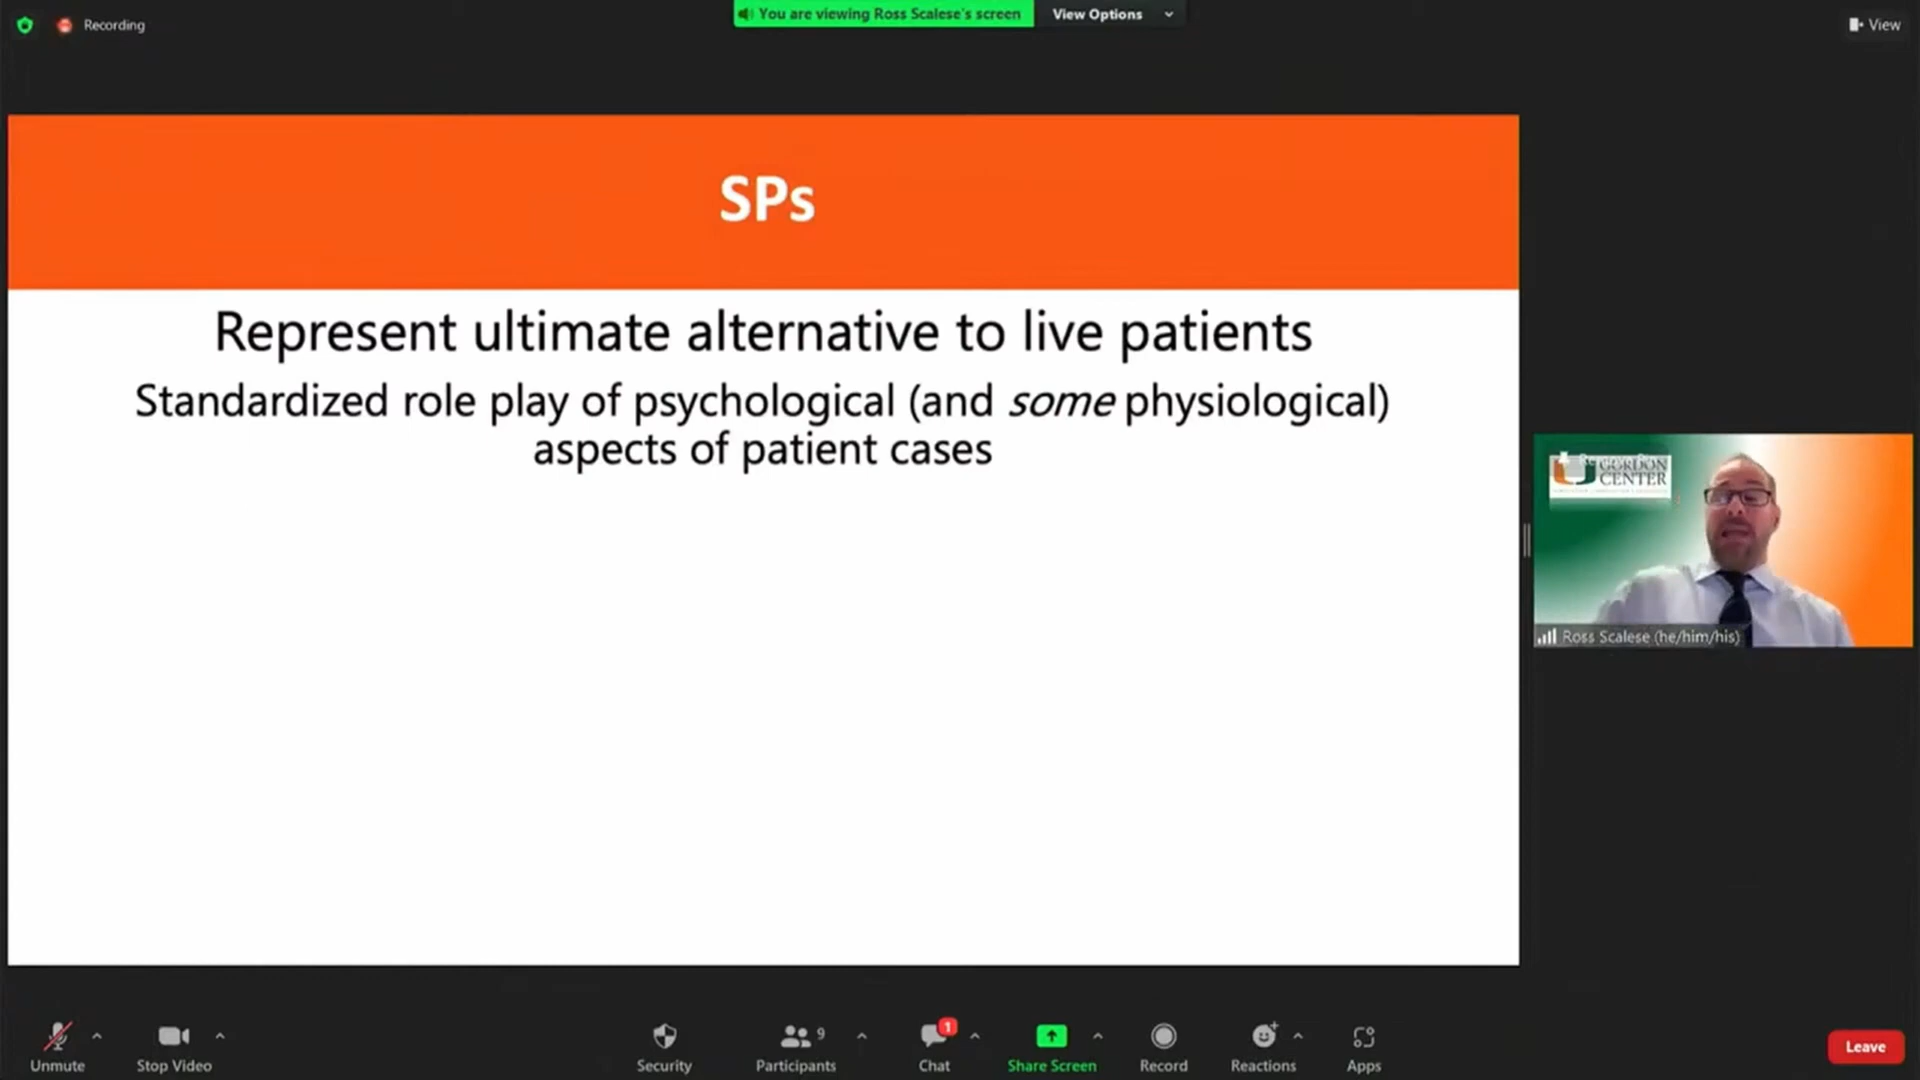 Recording
You are viewing Ross Scalese's screen
View Options
View
SPs
Represent ultimate alternative to live patients
Standardized role play of psychological (and some physiological)
aspects of patient cases
GORDON
CENTER
Ross Scalese (he/him/his)
Unmute
Stop Video
Security
9
Participants
1
Chat
Share Screen
Record
Reactions
Apps
Leave